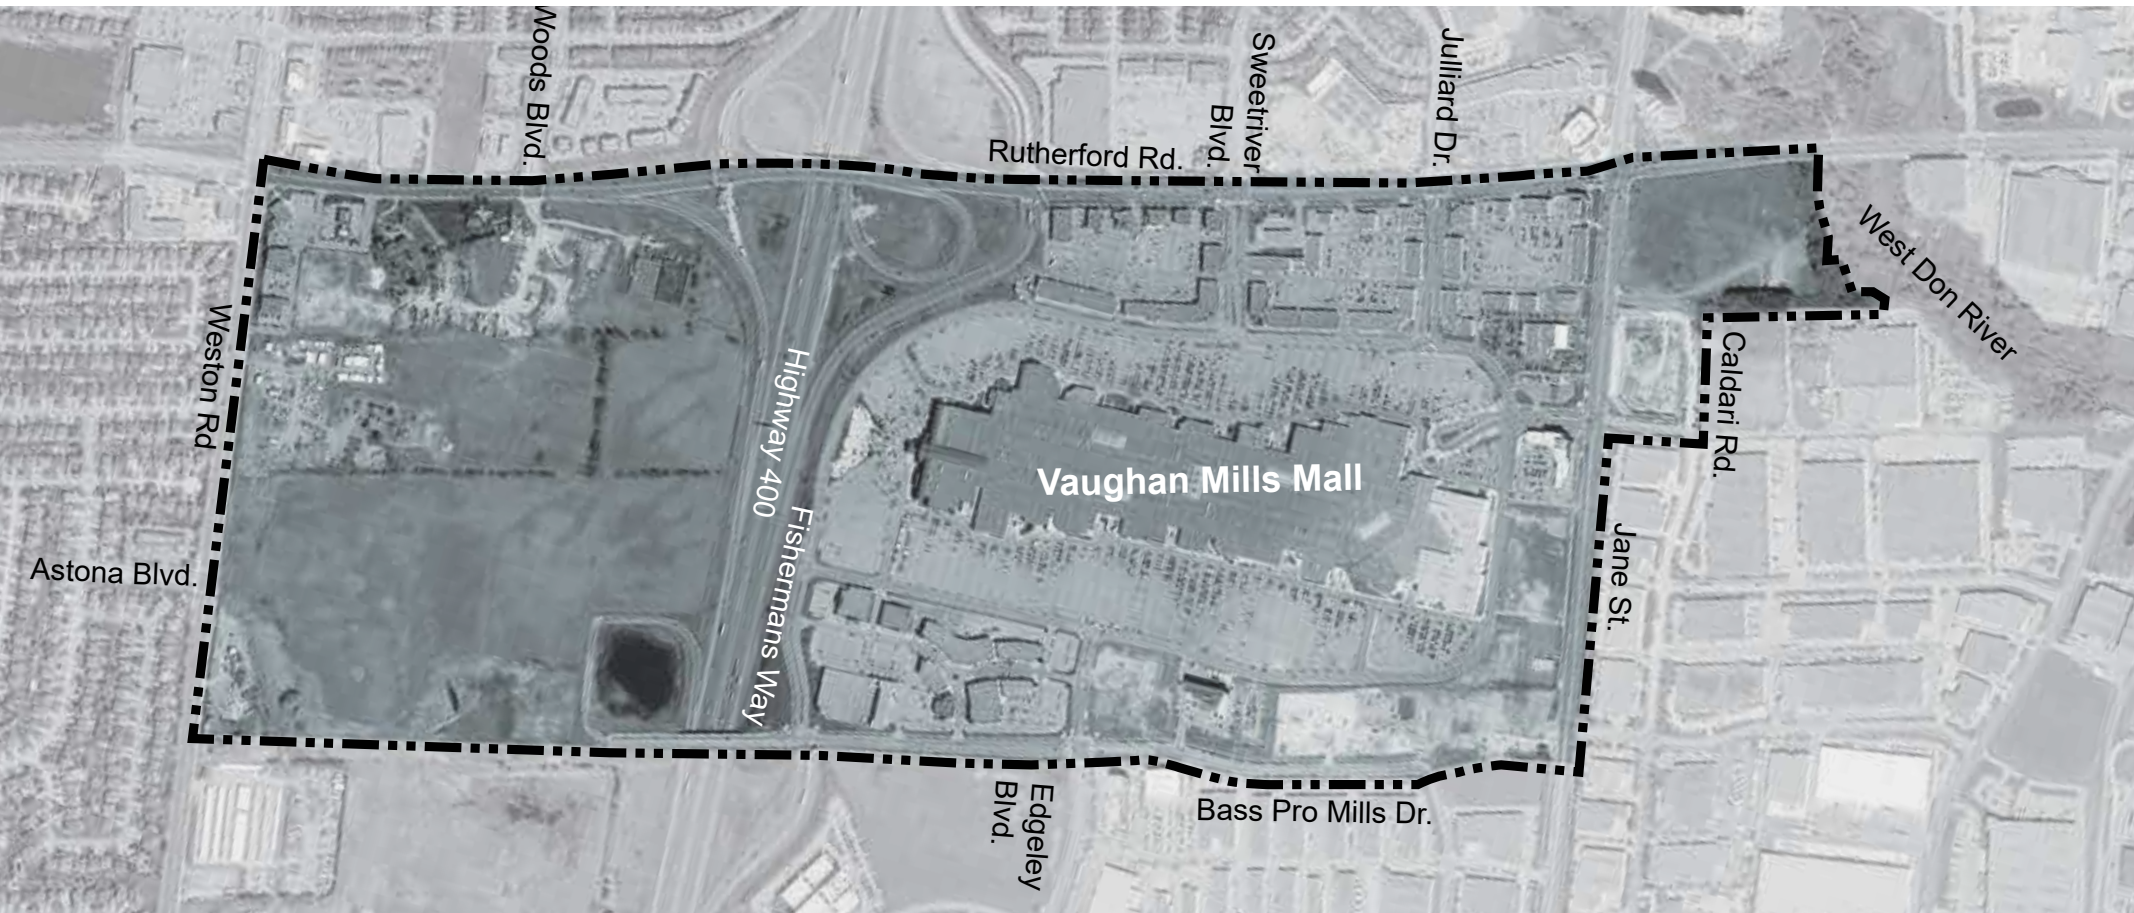 Woods Blvd.
Sweetriver
Blvd.
Julliard Dr.
Rutherford Rd.
West Don River
Weston Rd
Highway 400
Caldari Rd.
Vaughan Mills Mall
Fishermans Way
Jane St.
Astona Blvd.
Edgeley
Blvd.
Bass Pro Mills Dr.